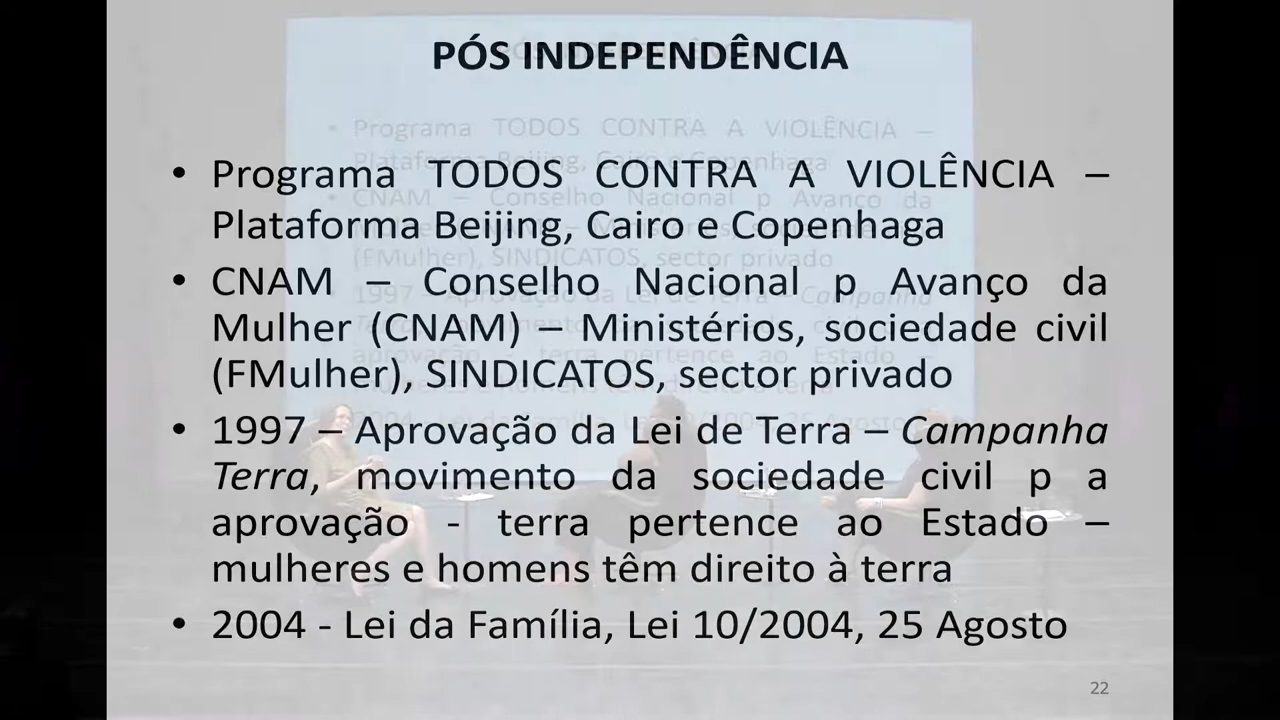 PÓS INDEPENDÊNCIA
• Programa TODOS CONTRA A VIOLÊNCIA –
Plataforma Beijing, Cairo e Copenhaga
• CNAM – Conselho Nacional p Avanço da
Mulher (CNAM) – Ministérios, sociedade civil
(FMulher), SINDICATOS, sector privado
• 1997 – Aprovação da Lei de Terra – Campanha
Terra, movimento da sociedade civil p a
aprovação - terra pertence ao Estado –
mulheres e homens têm direito à terra
• 2004 - Lei da Família, Lei 10/2004, 25 Agosto
22